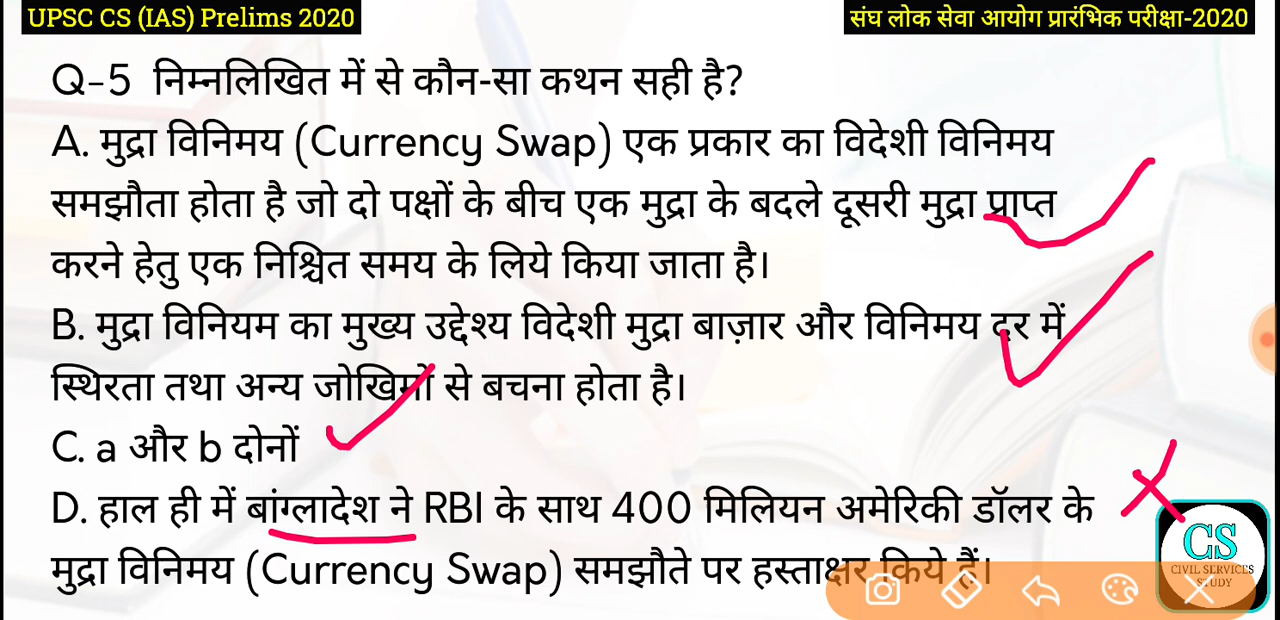 UPSC CS (IAS) Prelims 2020
संघ लोक सेवा आयोग प्रारंभिक परीक्षा-2020
Q-5 निम्नलिखित में से कौन-सा कथन सही है?
A. मुद्रा विनिमय (Currency Swap) एक प्रकार का विदेशी विनिमय
समझौता होता है जो दो पक्षों के बीच एक मुद्रा के बदले दूसरी मुद्रा प्राप्त
करने हेतु एक निश्चित समय के लिये किया जाता है।
B. मुद्रा विनियम का मुख्य उद्देश्य विदेशी मुद्रा बाज़ार और विनिमय दर में
स्थिरता तथा अन्य जोखिमों से बचना होता है।
C. a और b दोनों
D. हाल ही में बांग्लादेश ने RBI के साथ 400 मिलियन अमेरिकी डॉलर के
मुद्रा विनिमय (Currency Swap) समझौते पर हस्ताक्षर किये हैं।
CS
CIVIL SERVICES
STUDY